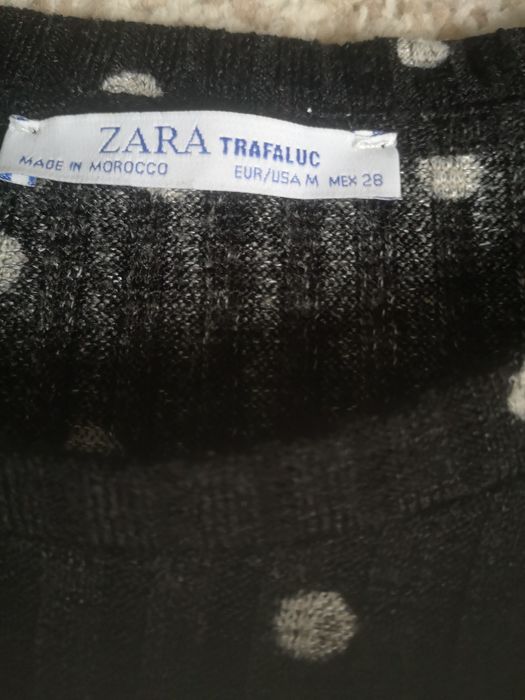 ZARA TRAFALUC
MADE IN MOROCCO EUR/USA M MEX 28